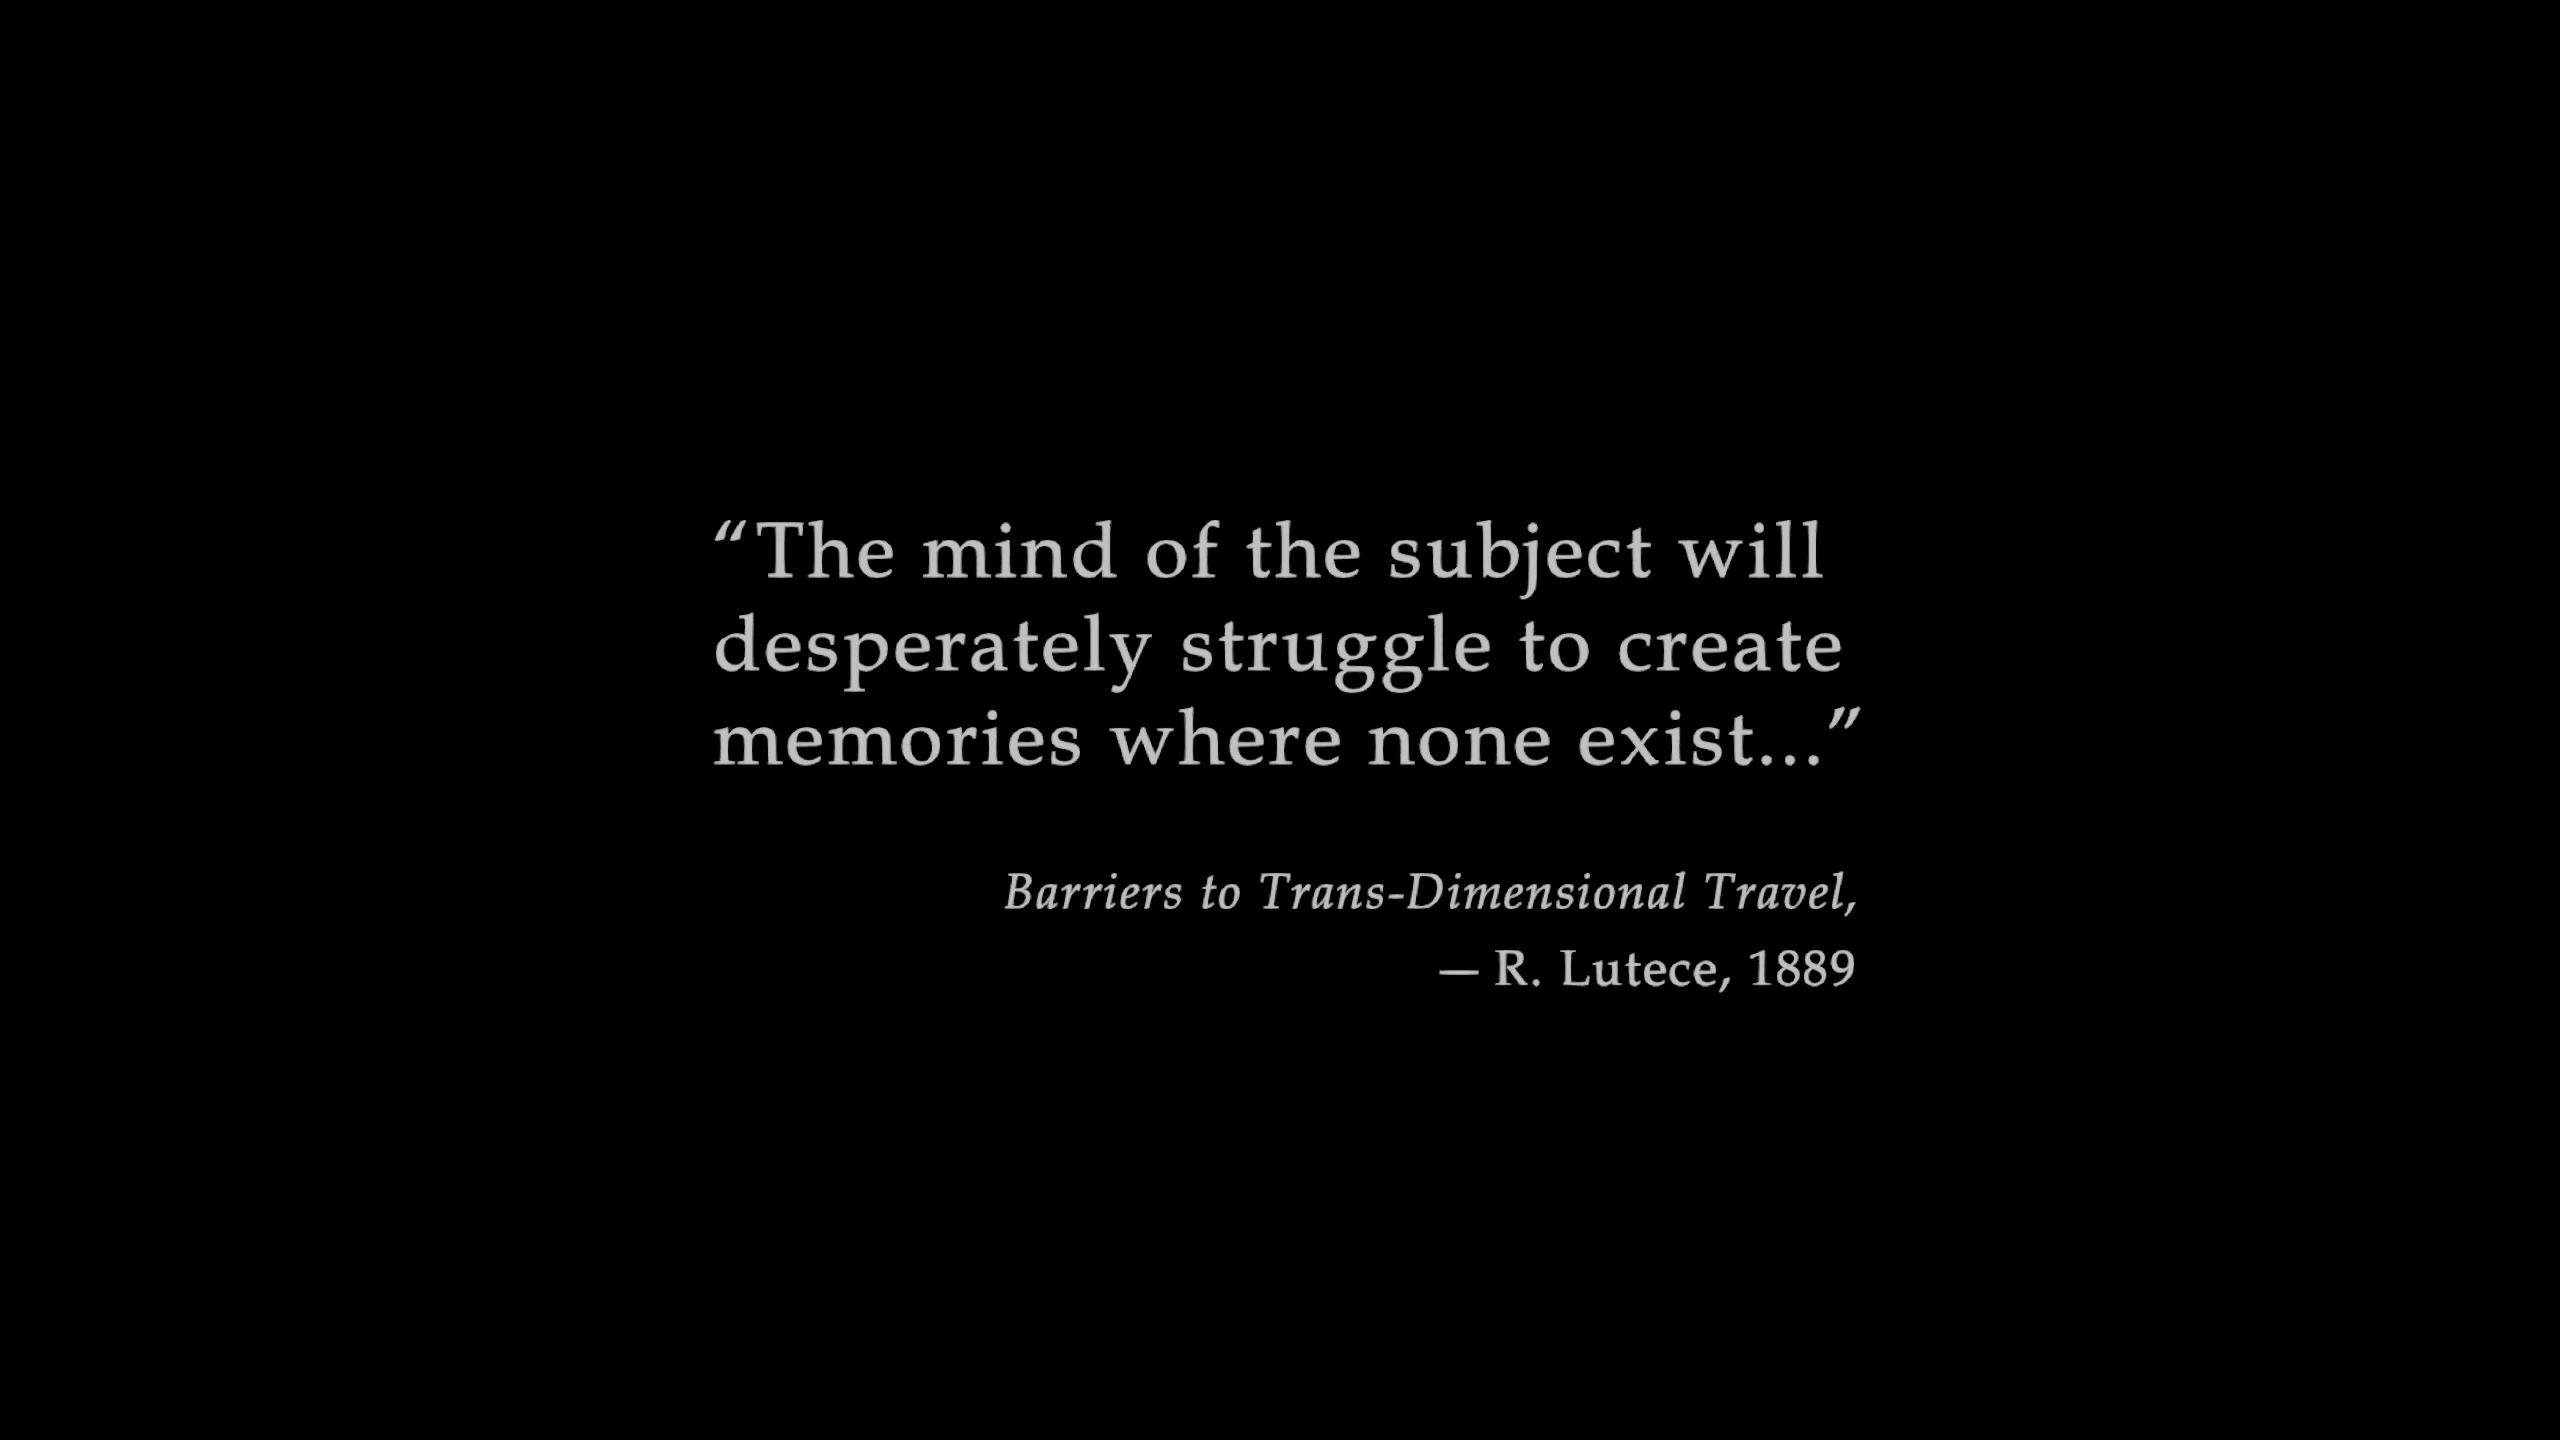 “The mind of the subject will
desperately struggle to create
memories where none exist...”
Barriers to Trans-Dimensional Travel,
— R. Lutece, 1889